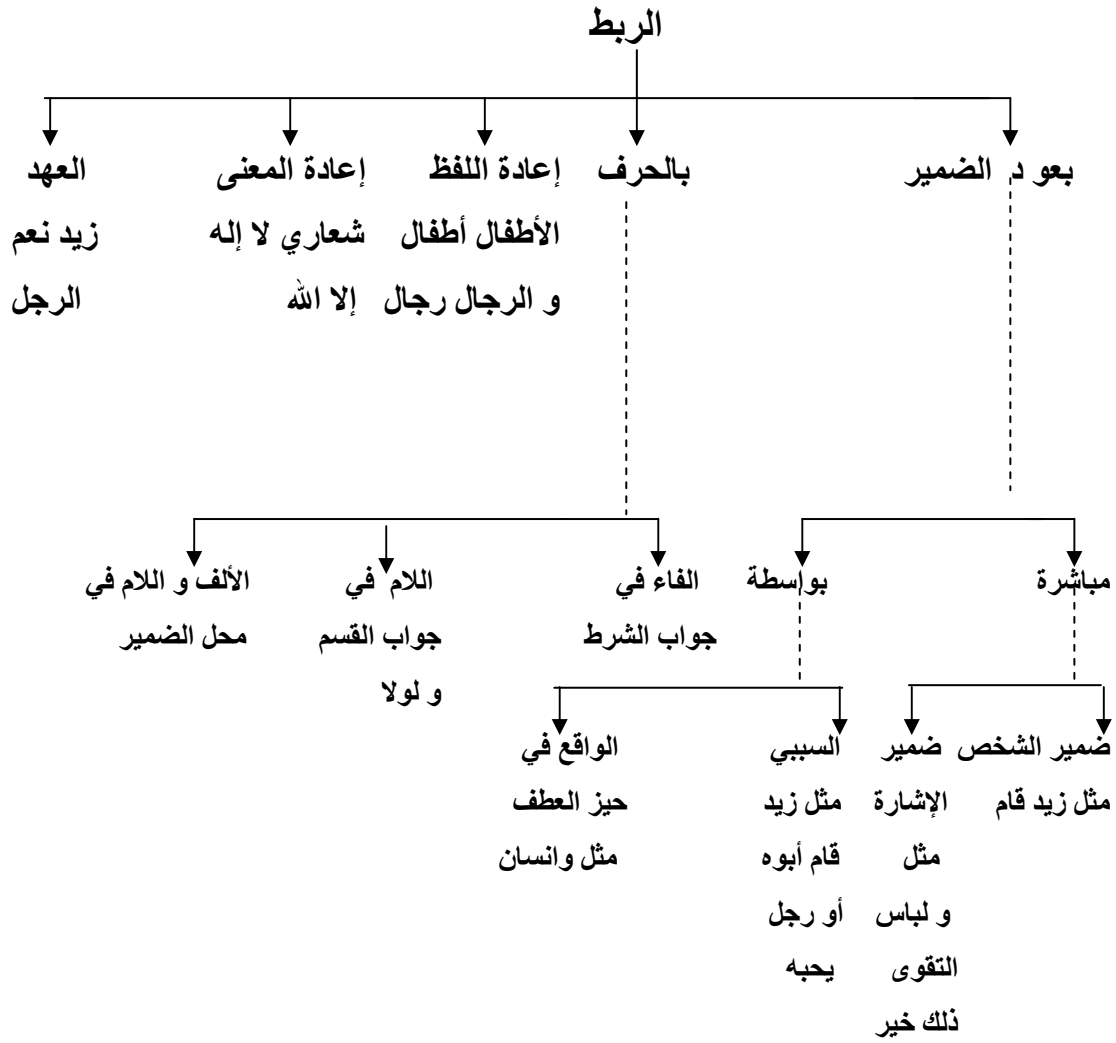 الربط
بعو د الضمير
بالحرف
إعادة اللفظ
الأطفال أطفال
و الرجال رجال
إعادة المعنى
شعاري لا إله
إلا الله
العهد
زيد نعم
الرجل
مباشرة
بواسطة
الفاء في
جواب الشرط
اللام في
جواب القسم
و لولا
الألف و اللام في
محل الضمير
ضمير الشخص
مثل زيد قام
ضمير
الإشارة
مثل
و لباس
التقوى
ذلك خير
السببي
مثل زيد
قام أبوه
أو رجل
يحبه
الواقع في
حيز العطف
مثل وانسان